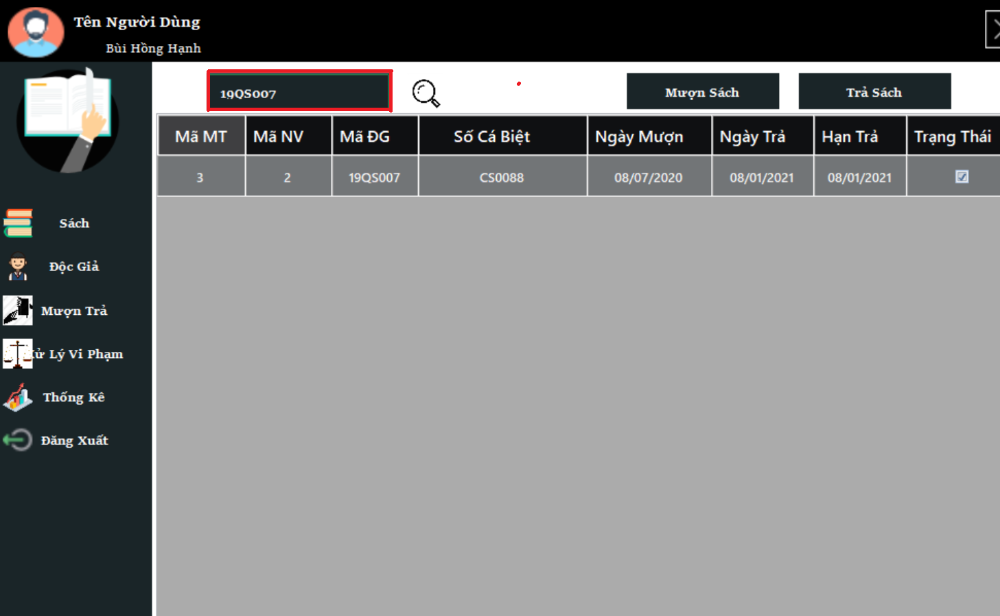 Tên Người Dùng
Bùi Hồng Hạnh
19QS007
Mượn Sách
Trả Sách
Mã MT Mã NV Mã ĐG Số Cá Biệt Ngày Mượn Ngày Trả Hạn Trả Trạng Thái
3 2 19QS007 CS0088 08/07/2020 08/01/2021 08/01/2021
Sách
Độc Giả
Mượn Trả
Lý Vi Phạm
Thống Kê
Đăng Xuất